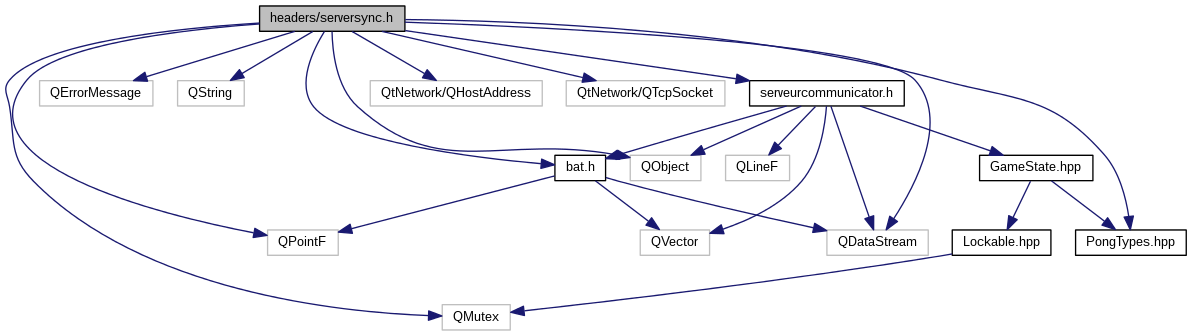 headers/serversync.h
QErrorMessage
QString
QtNetwork/QHostAddress
QtNetwork/QTcpSocket
serveurcommunicator.h
bat.h
QObject
QLineF
GameState.hpp
QPointF
QVector
QDataStream
Lockable.hpp
PongTypes.hpp
QMutex